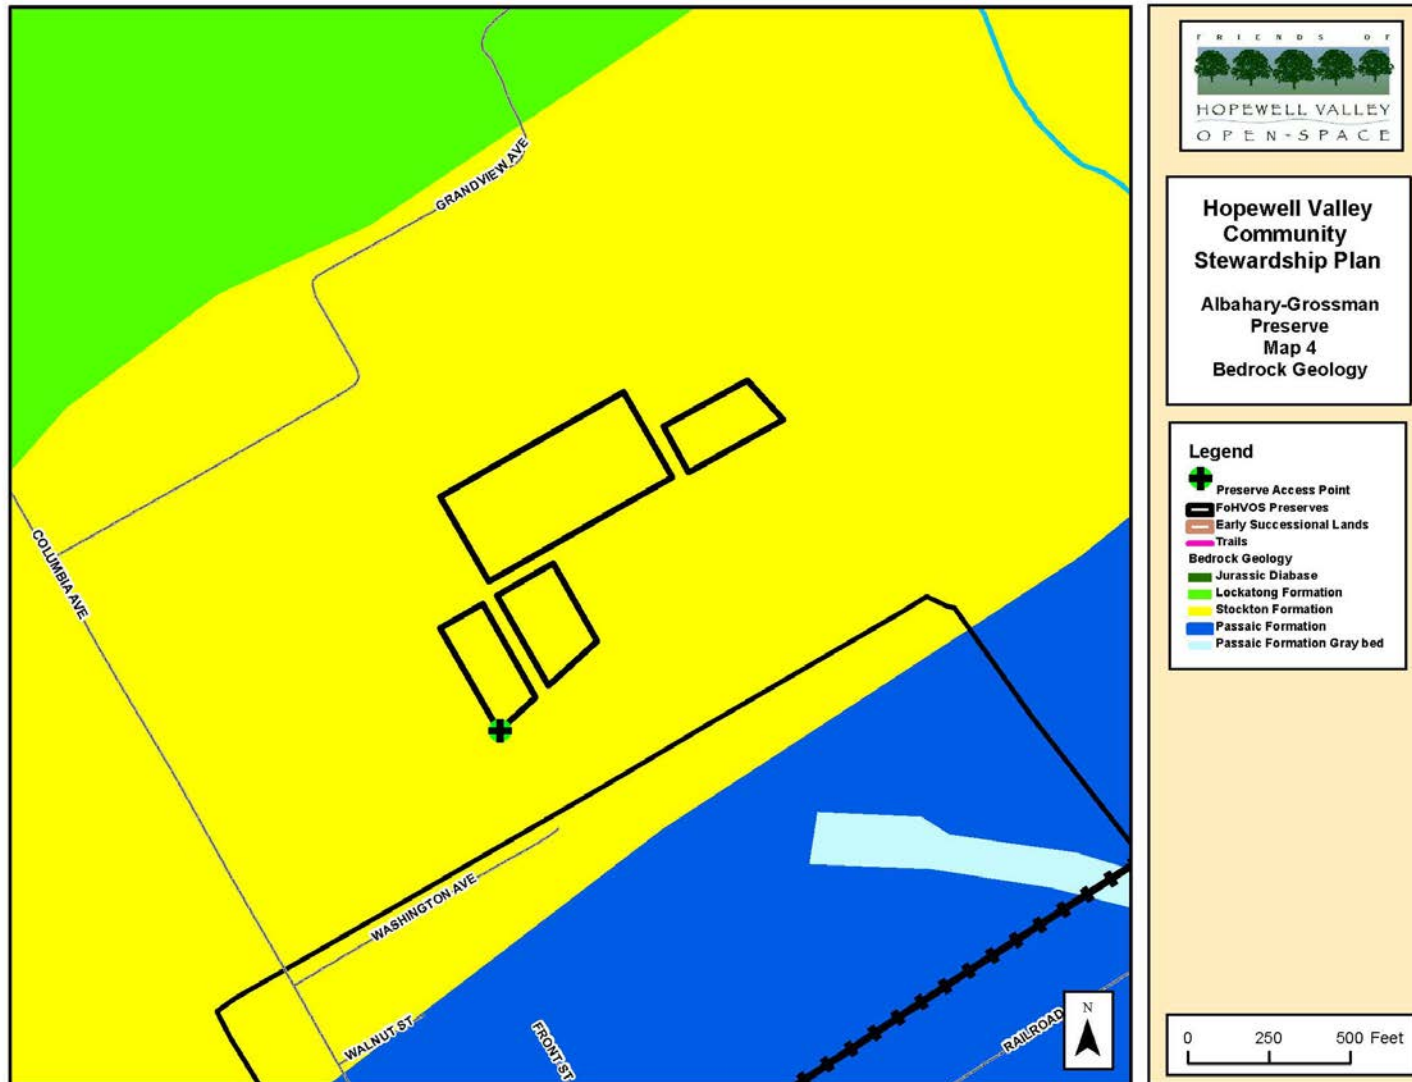 GRANDVIEW AVE
COLUMBIA AVE
WASHINGTON AVE
WALNUT ST
FRONT ST
RAILROAD
N
FRIENDS OF
HOPEWELL VALLEY
OPEN-SPACE
Hopewell Valley
Community
Stewardship Plan
Albahary-Grossman
Preserve
Map 4
Bedrock Geology
Legend
Preserve Access Point
FoHVOS Preserves
Early Successional Lands
Trails
Bedrock Geology
Jurassic Diabase
Lockatong Formation
Stockton Formation
Passaic Formation
Passaic Formation Gray bed
0 250 500 Feet